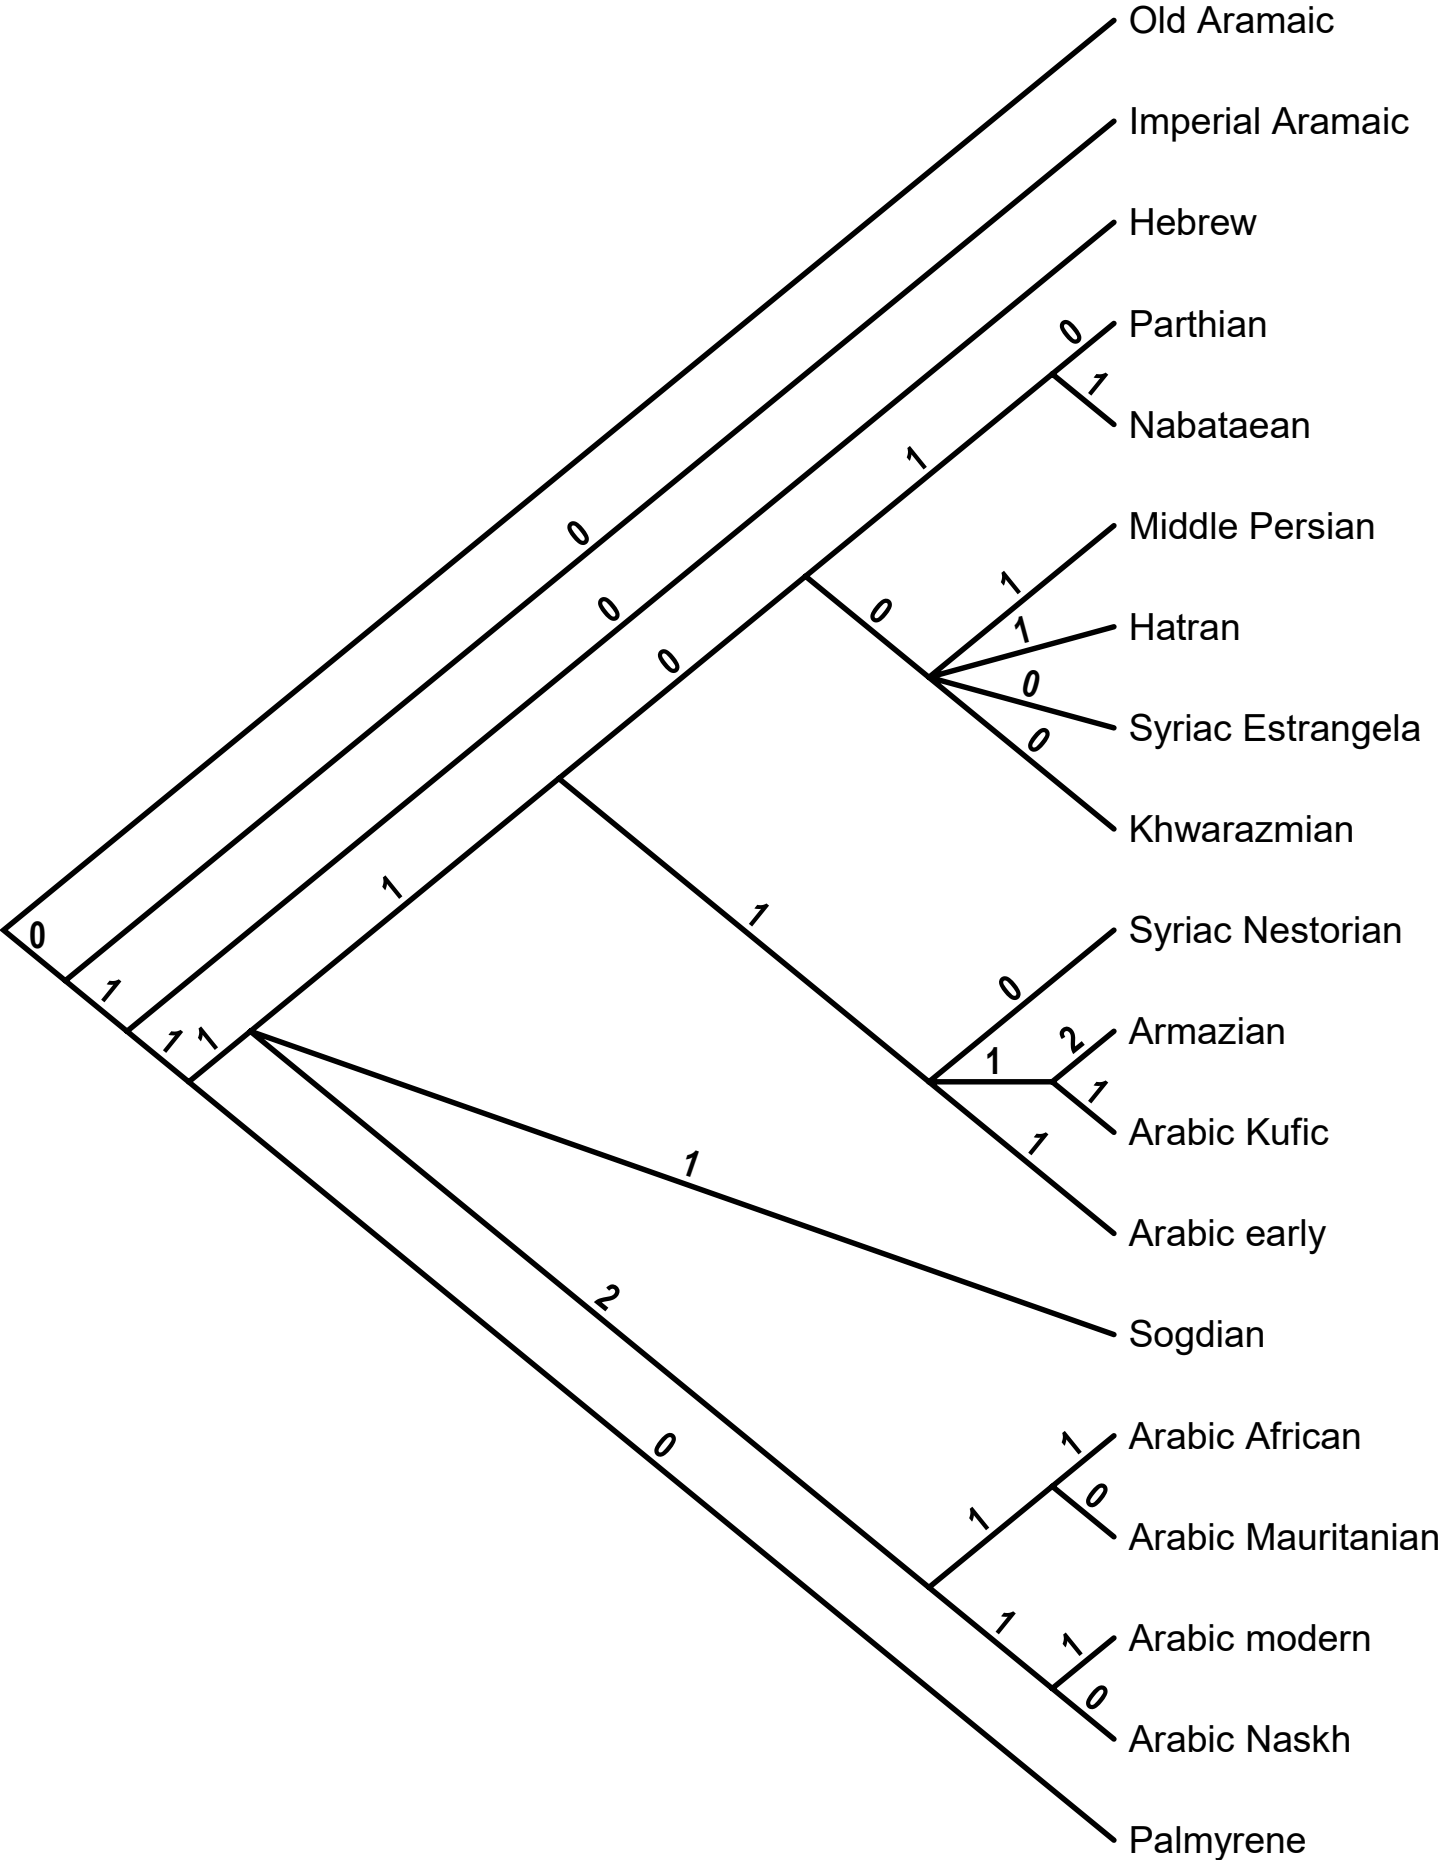 Old Aramaic
Imperial Aramaic
Hebrew
0
Parthian
1
Nabataean
1
0
Middle Persian
1
Hatran
1
0
0
0
Syriac Estrangela
0
0
Khwarazmian
1
1
Syriac Nestorian
0
0
1
Armazian
2
1
1
1
1
Arabic Kufic
1
1
Arabic early
1
2
Sogdian
Arabic African
1
0
0
1
Arabic Mauritanian
1
Arabic modern
1
0
Arabic Naskh
Palmyrene